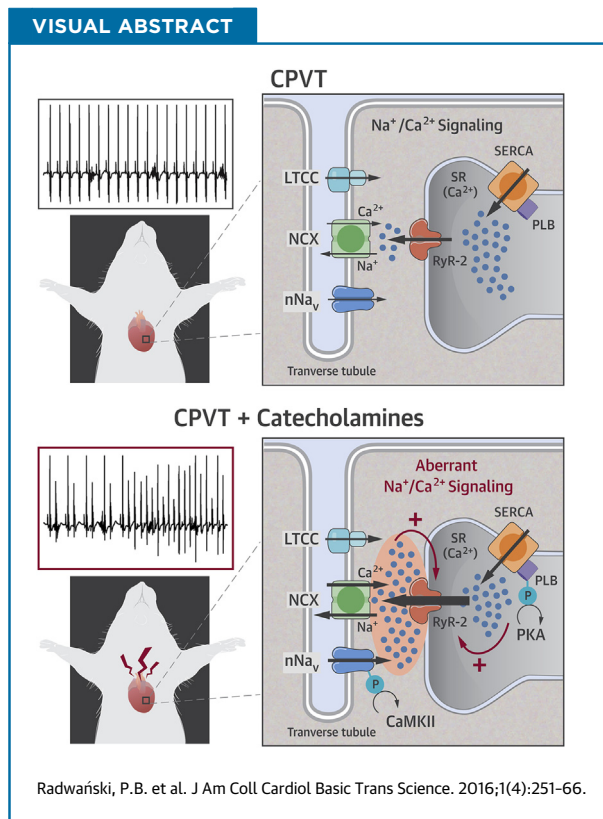 VISUAL ABSTRACT
CPVT
Na⁺/Ca²⁺ Signaling
SERCA
LTCC
SR
(Ca²⁺)
Ca²⁺
PLB
NCX
RyR-2
Na⁺
nNaᵥ
Tranverse tubule
CPVT + Catecholamines
Aberrant
Na⁺/Ca²⁺ Signaling
SERCA
LTCC
+
SR
(Ca²⁺)
Ca²⁺
PLB
P
NCX
RyR-2
PKA
Na⁺
+
nNaᵥ
P
CaMKII
Tranverse tubule
Radwański, P.B. et al. J Am Coll Cardiol Basic Trans Science. 2016;1(4):251-66.